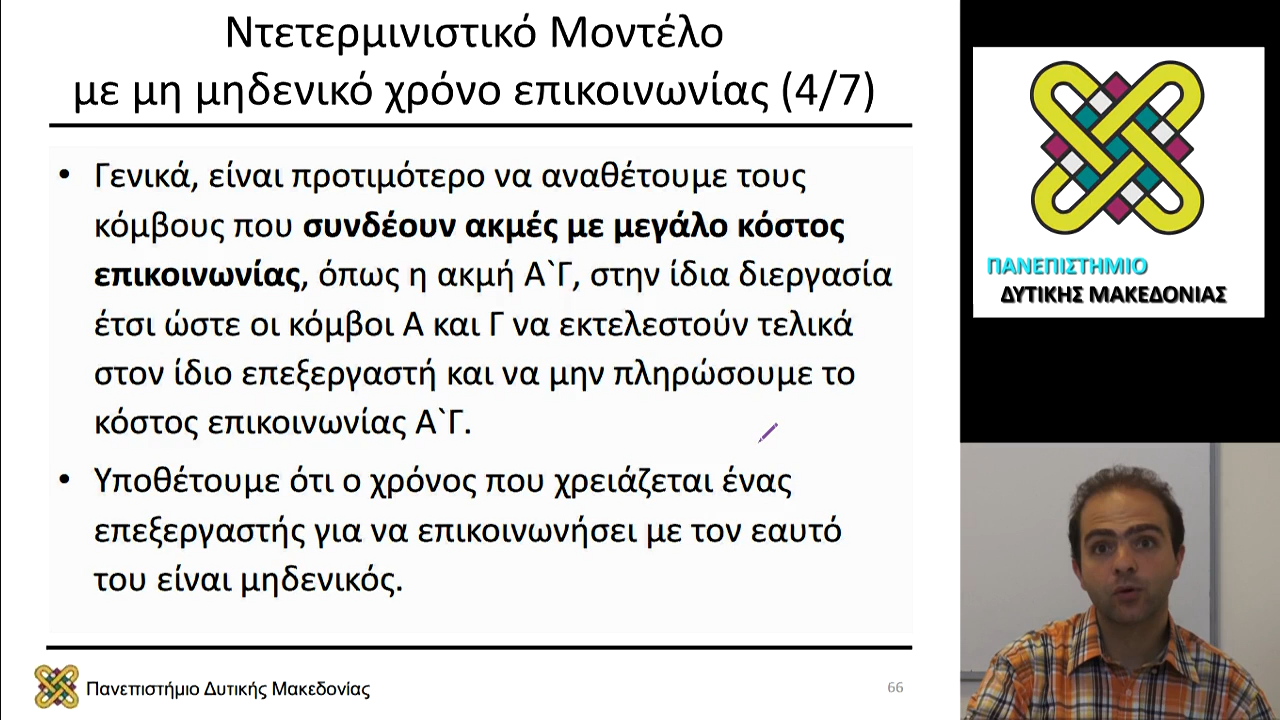 Ντετερμινιστικό Μοντέλο
με μη μηδενικό χρόνο επικοινωνίας (4/7)
• Γενικά, είναι προτιμότερο να αναθέτουμε τους
κόμβους που συνδέουν ακμές με μεγάλο κόστος
επικοινωνίας, όπως η ακμή Α`Γ, στην ίδια διεργασία
έτσι ώστε οι κόμβοι Α και Γ να εκτελεστούν τελικά
στον ίδιο επεξεργαστή και να μην πληρώσουμε το
κόστος επικοινωνίας Α`Γ.
• Υποθέτουμε ότι ο χρόνος που χρειάζεται ένας
επεξεργαστής για να επικοινωνήσει με τον εαυτό
του είναι μηδενικός.
Πανεπιστήμιο Δυτικής Μακεδονίας
66
ΠΑΝΕΠΙΣΤΗΜΙΟ
ΔΥΤΙΚΗΣ ΜΑΚΕΔΟΝΙΑΣ